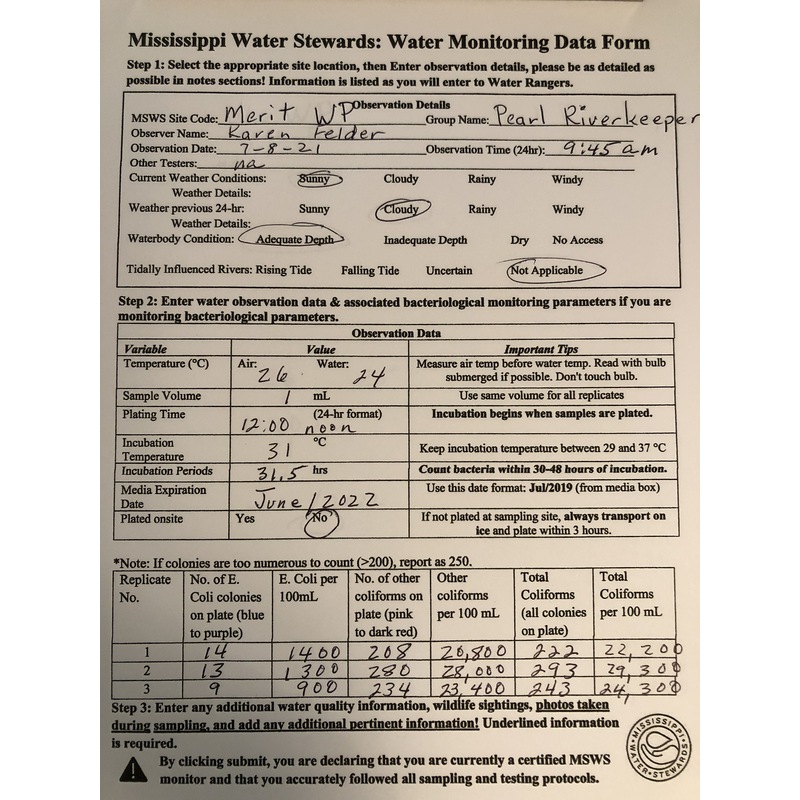 Mississippi Water Stewards: Water Monitoring Data Form
Step 1: Select the appropriate site location, then Enter observation details, please be as detailed as
possible in notes sections! Information is listed as you will enter to Water Rangers.
Observation Details
MSWS Site Code: Merit WP Group Name: Pearl Riverkeeper
Observer Name: Karen Felder
Observation Date: 7-8-21 Observation Time (24hr): 9:45 am
Other Testers: na
Current Weather Conditions: Sunny Cloudy Rainy Windy
Weather Details:
Weather previous 24-hr: Sunny Cloudy Rainy Windy
Weather Details:
Waterbody Condition: Adequate Depth Inadequate Depth Dry No Access
Tidally Influenced Rivers: Rising Tide Falling Tide Uncertain Not Applicable
Step 2: Enter water observation data & associated bacteriological monitoring parameters if you are
monitoring bacteriological parameters.
Observation Data
Variable Value Important Tips
Temperature (°C) Air: 26 Water: 24 Measure air temp before water temp. Read with bulb
submerged if possible. Don't touch bulb.
Sample Volume 1 mL Use same volume for all replicates
Plating Time 12:00 noon (24-hr format) Incubation begins when samples are plated.
Incubation
Temperature 31 °C Keep incubation temperature between 29 and 37 °C
Incubation Periods 31.5 hrs Count bacteria within 30-48 hours of incubation.
Media Expiration
Date June/2022 Use this date format: Jul/2019 (from media box)
Plated onsite Yes No If not plated at sampling site, always transport on
ice and plate within 3 hours.
*Note: If colonies are too numerous to count (>200), report as 250.
Replicate No. of E. E. Coli per No. of other Other Total Total
No. Coli colonies 100mL coliforms on coliforms Coliforms Coliforms
on plate (blue plate (pink per 100 mL (all colonies per 100 mL
to purple) to dark red) on plate)
1 14 1400 208 20,800 222 22,200
2 13 1300 280 28,000 293 29,300
3 9 900 234 23,400 243 24,300
Step 3: Enter any additional water quality information, wildlife sightings, photos taken
during sampling, and add any additional pertinent information! Underlined information
is required.
By clicking submit, you are declaring that you are currently a certified MSWS
monitor and that you accurately followed all sampling and testing protocols.
MISSISSIPPI
WATER STEWARDS